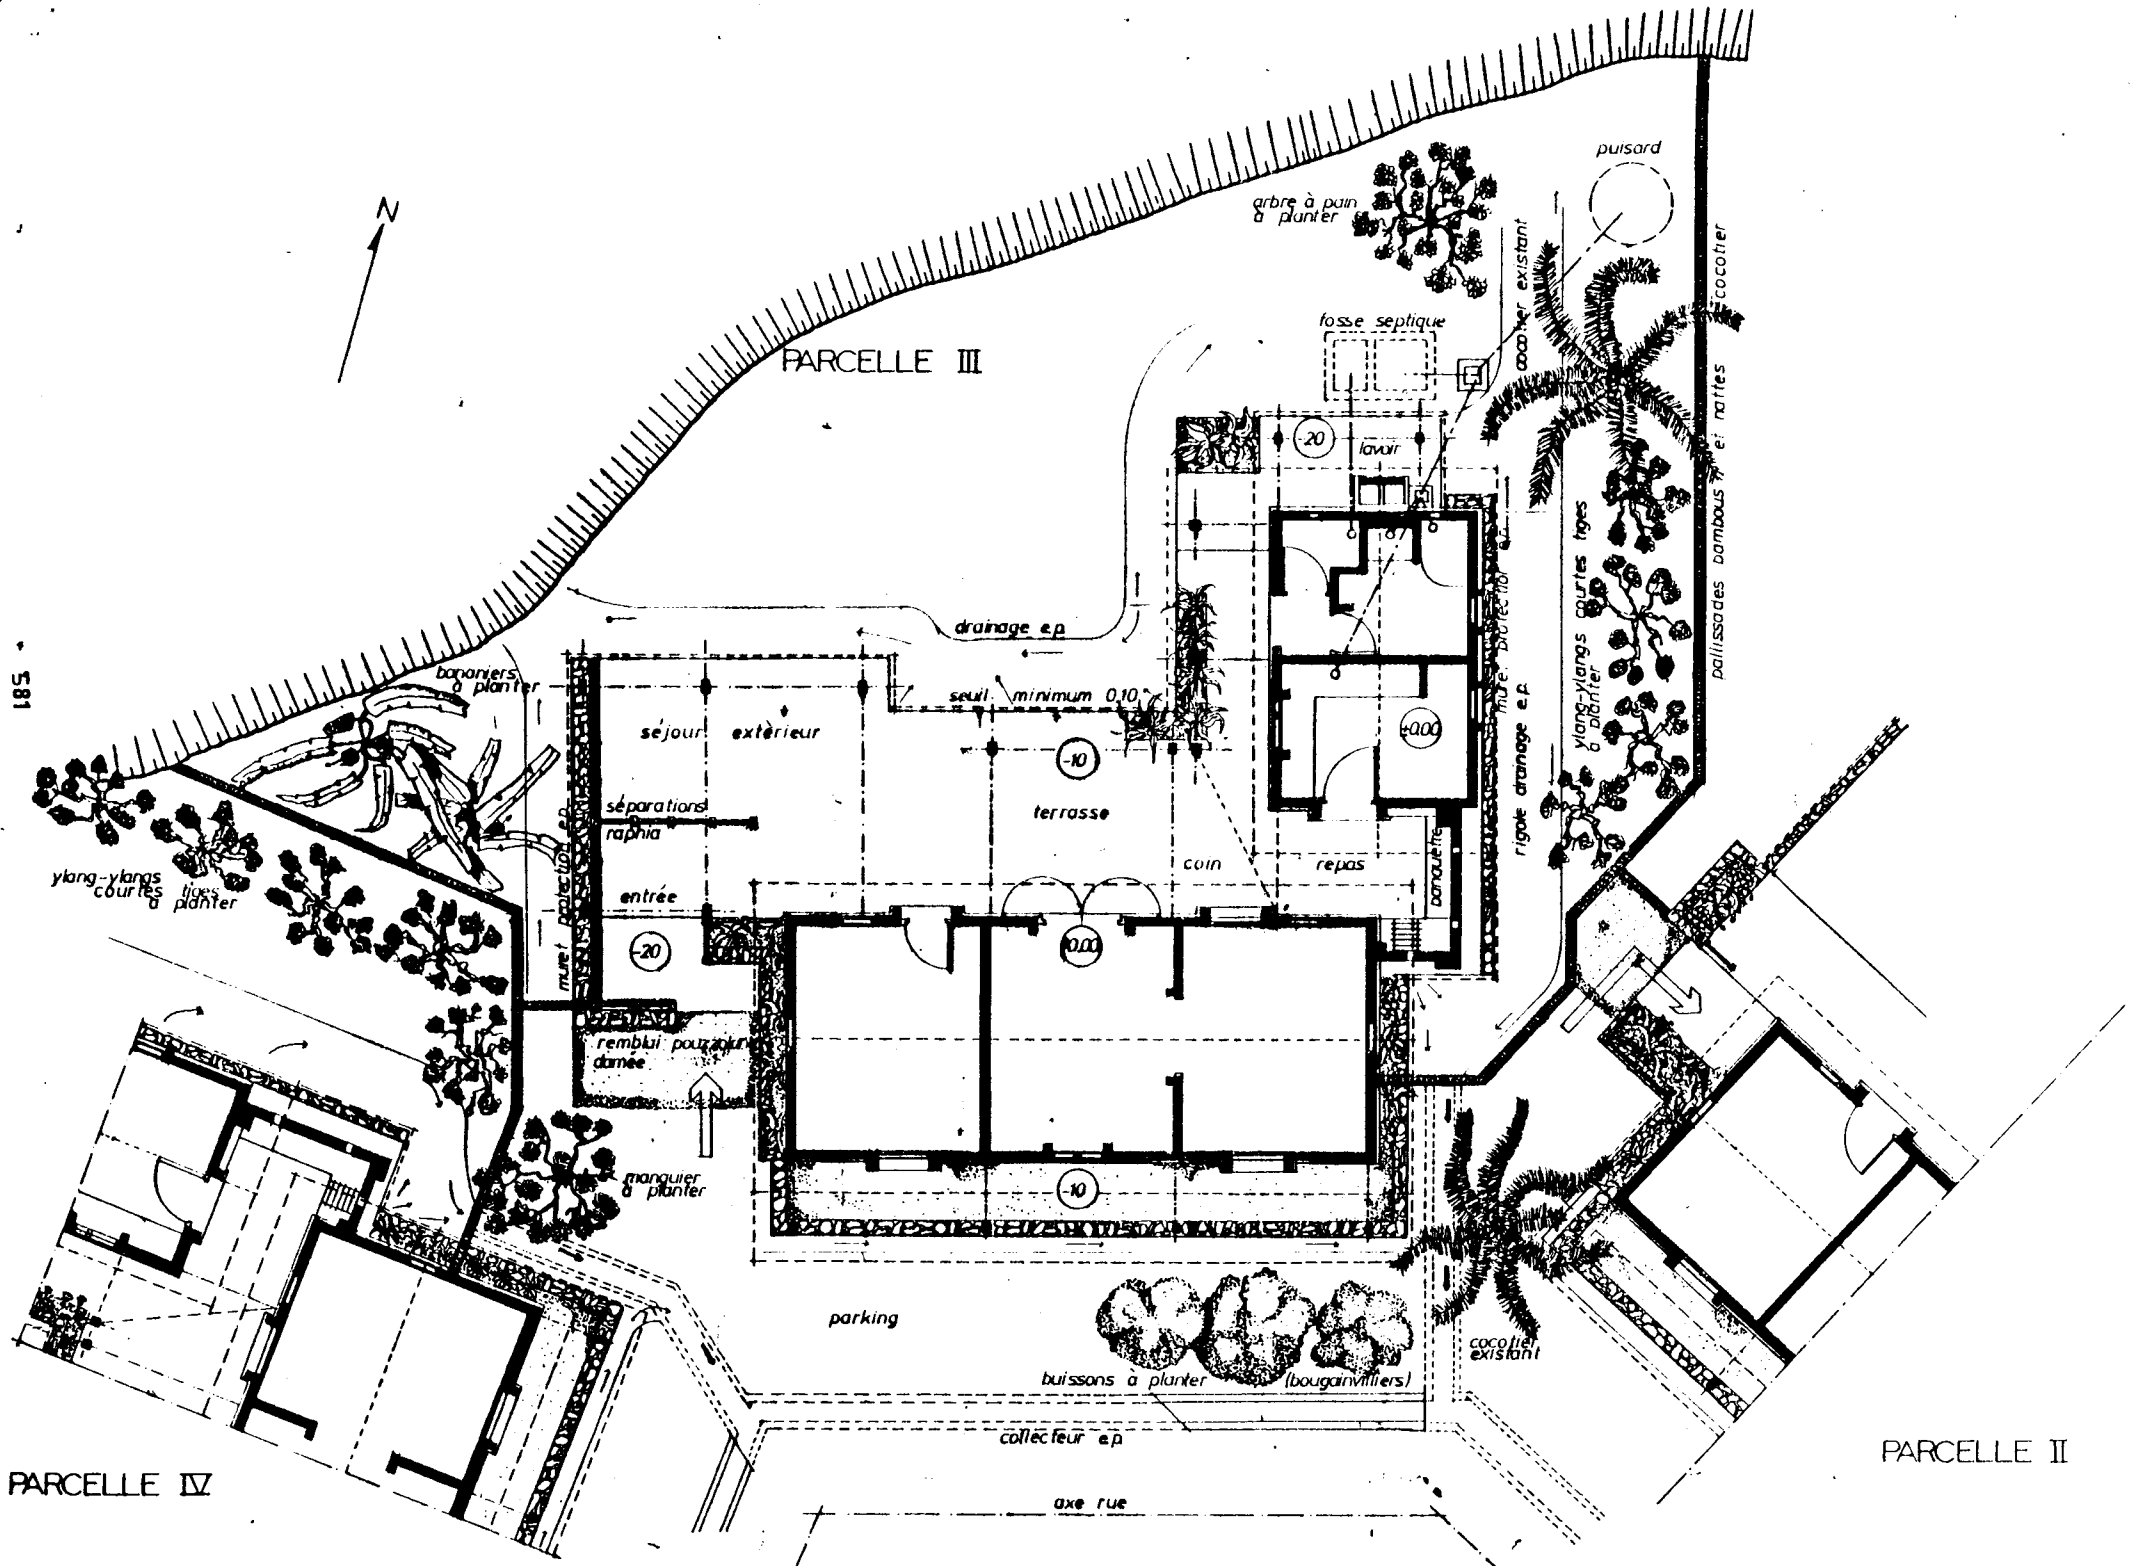 N
puisard
arbre à pain
à planter
cocotier existant
PARCELLE III
fosse septique
pallissades bambous et nattes cocotier
-20
lavoir
drainage e.p.
bananiers
à planter
seuil minimum 0,10
muret protection e.p.
rigole drainage e.p.
ylang-ylangs courtes tiges
à planter
581
séjour extérieur
±0.00
-10
séparations
raphia
terrasse
coin repas
banquette
ylang-ylangs
courtes tiges
à planter
entrée
muret protection e.p.
-20
0.00
remblai pouzzolane
damée
manguier
à planter
-10
parking
buissons à planter (bougainvilliers)
cocotier
existant
collecteur e.p.
PARCELLE II
PARCELLE IV
axe rue